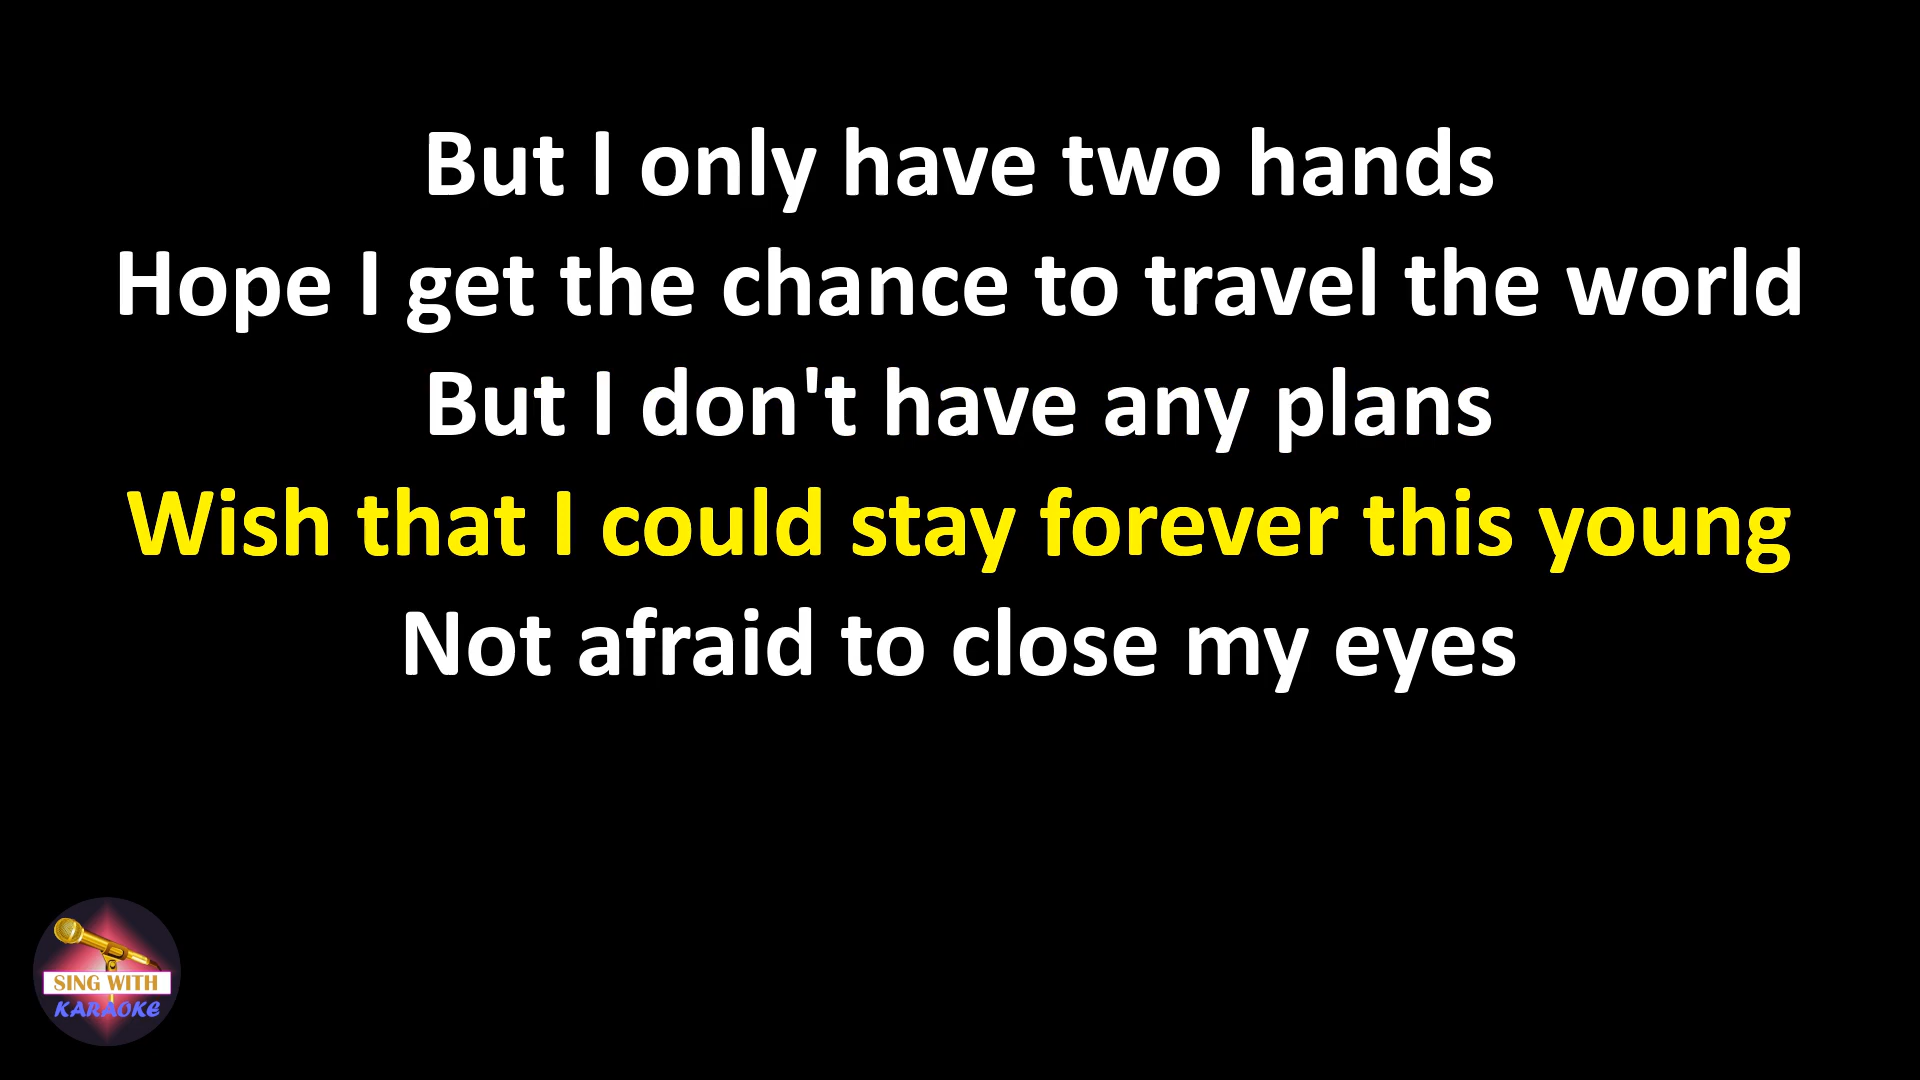 But I only have two hands
Hope I get the chance to travel the world
But I don't have any plans
Wish that I could stay forever this young
Not afraid to close my eyes
SING WITH
KARAOKE